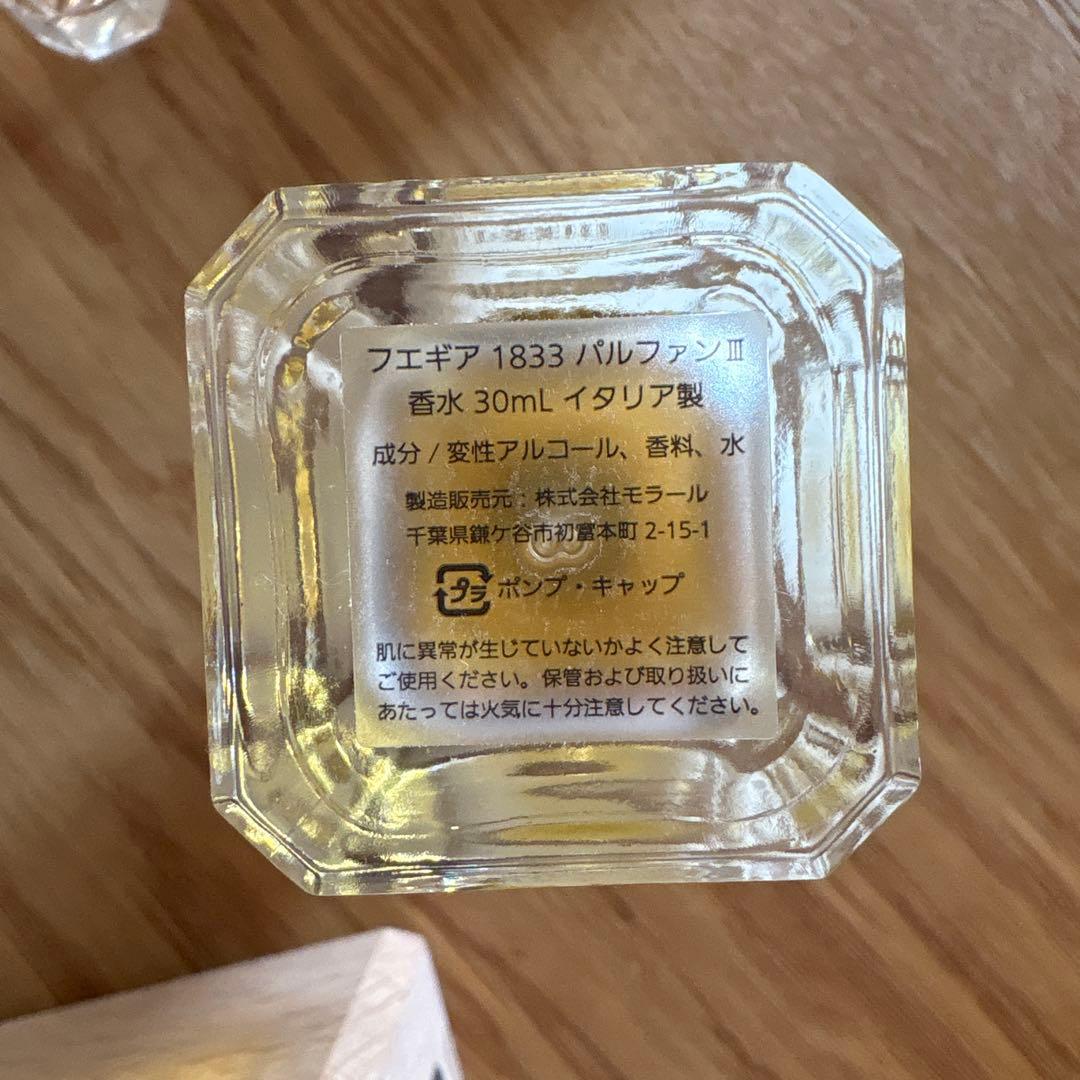 フエギア 1833 パルファンⅢ
香水 30mL イタリア製
成分 / 変性アルコール、香料、水
製造販売元 : 株式会社モラール
千葉県鎌ケ谷市初富本町 2-15-1
プラ ポンプ・キャップ
肌に異常が生じていないかよく注意して
ご使用ください。保管および取り扱いに
あたっては火気に十分注意してください。